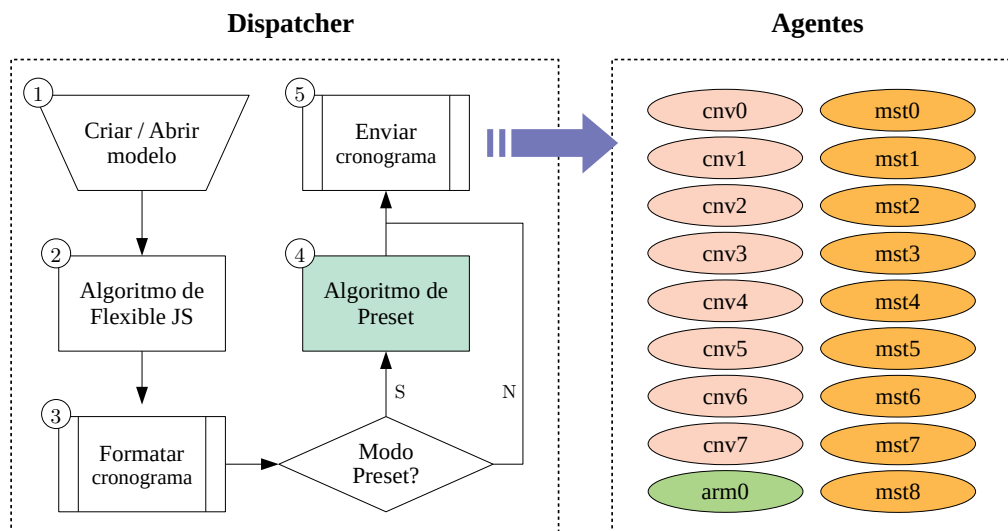 Dispatcher
1
Criar / Abrir
modelo
2
Algoritmo de
Flexible JS
3
Formatar
cronograma
Modo
Preset?
S
N
4
Algoritmo de
Preset
5
Enviar
cronograma
Agentes
cnv0
mst0
cnv1
mst1
cnv2
mst2
cnv3
mst3
cnv4
mst4
cnv5
mst5
cnv6
mst6
cnv7
mst7
arm0
mst8